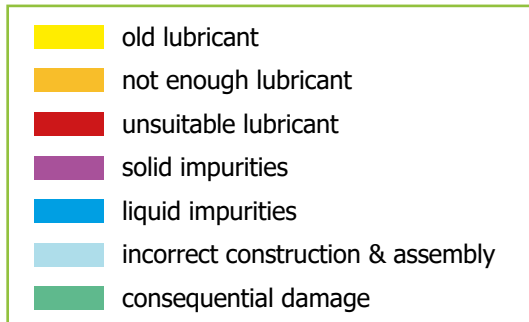 old lubricant
not enough lubricant
unsuitable lubricant
solid impurities
liquid impurities
incorrect construction & assembly
consequential damage